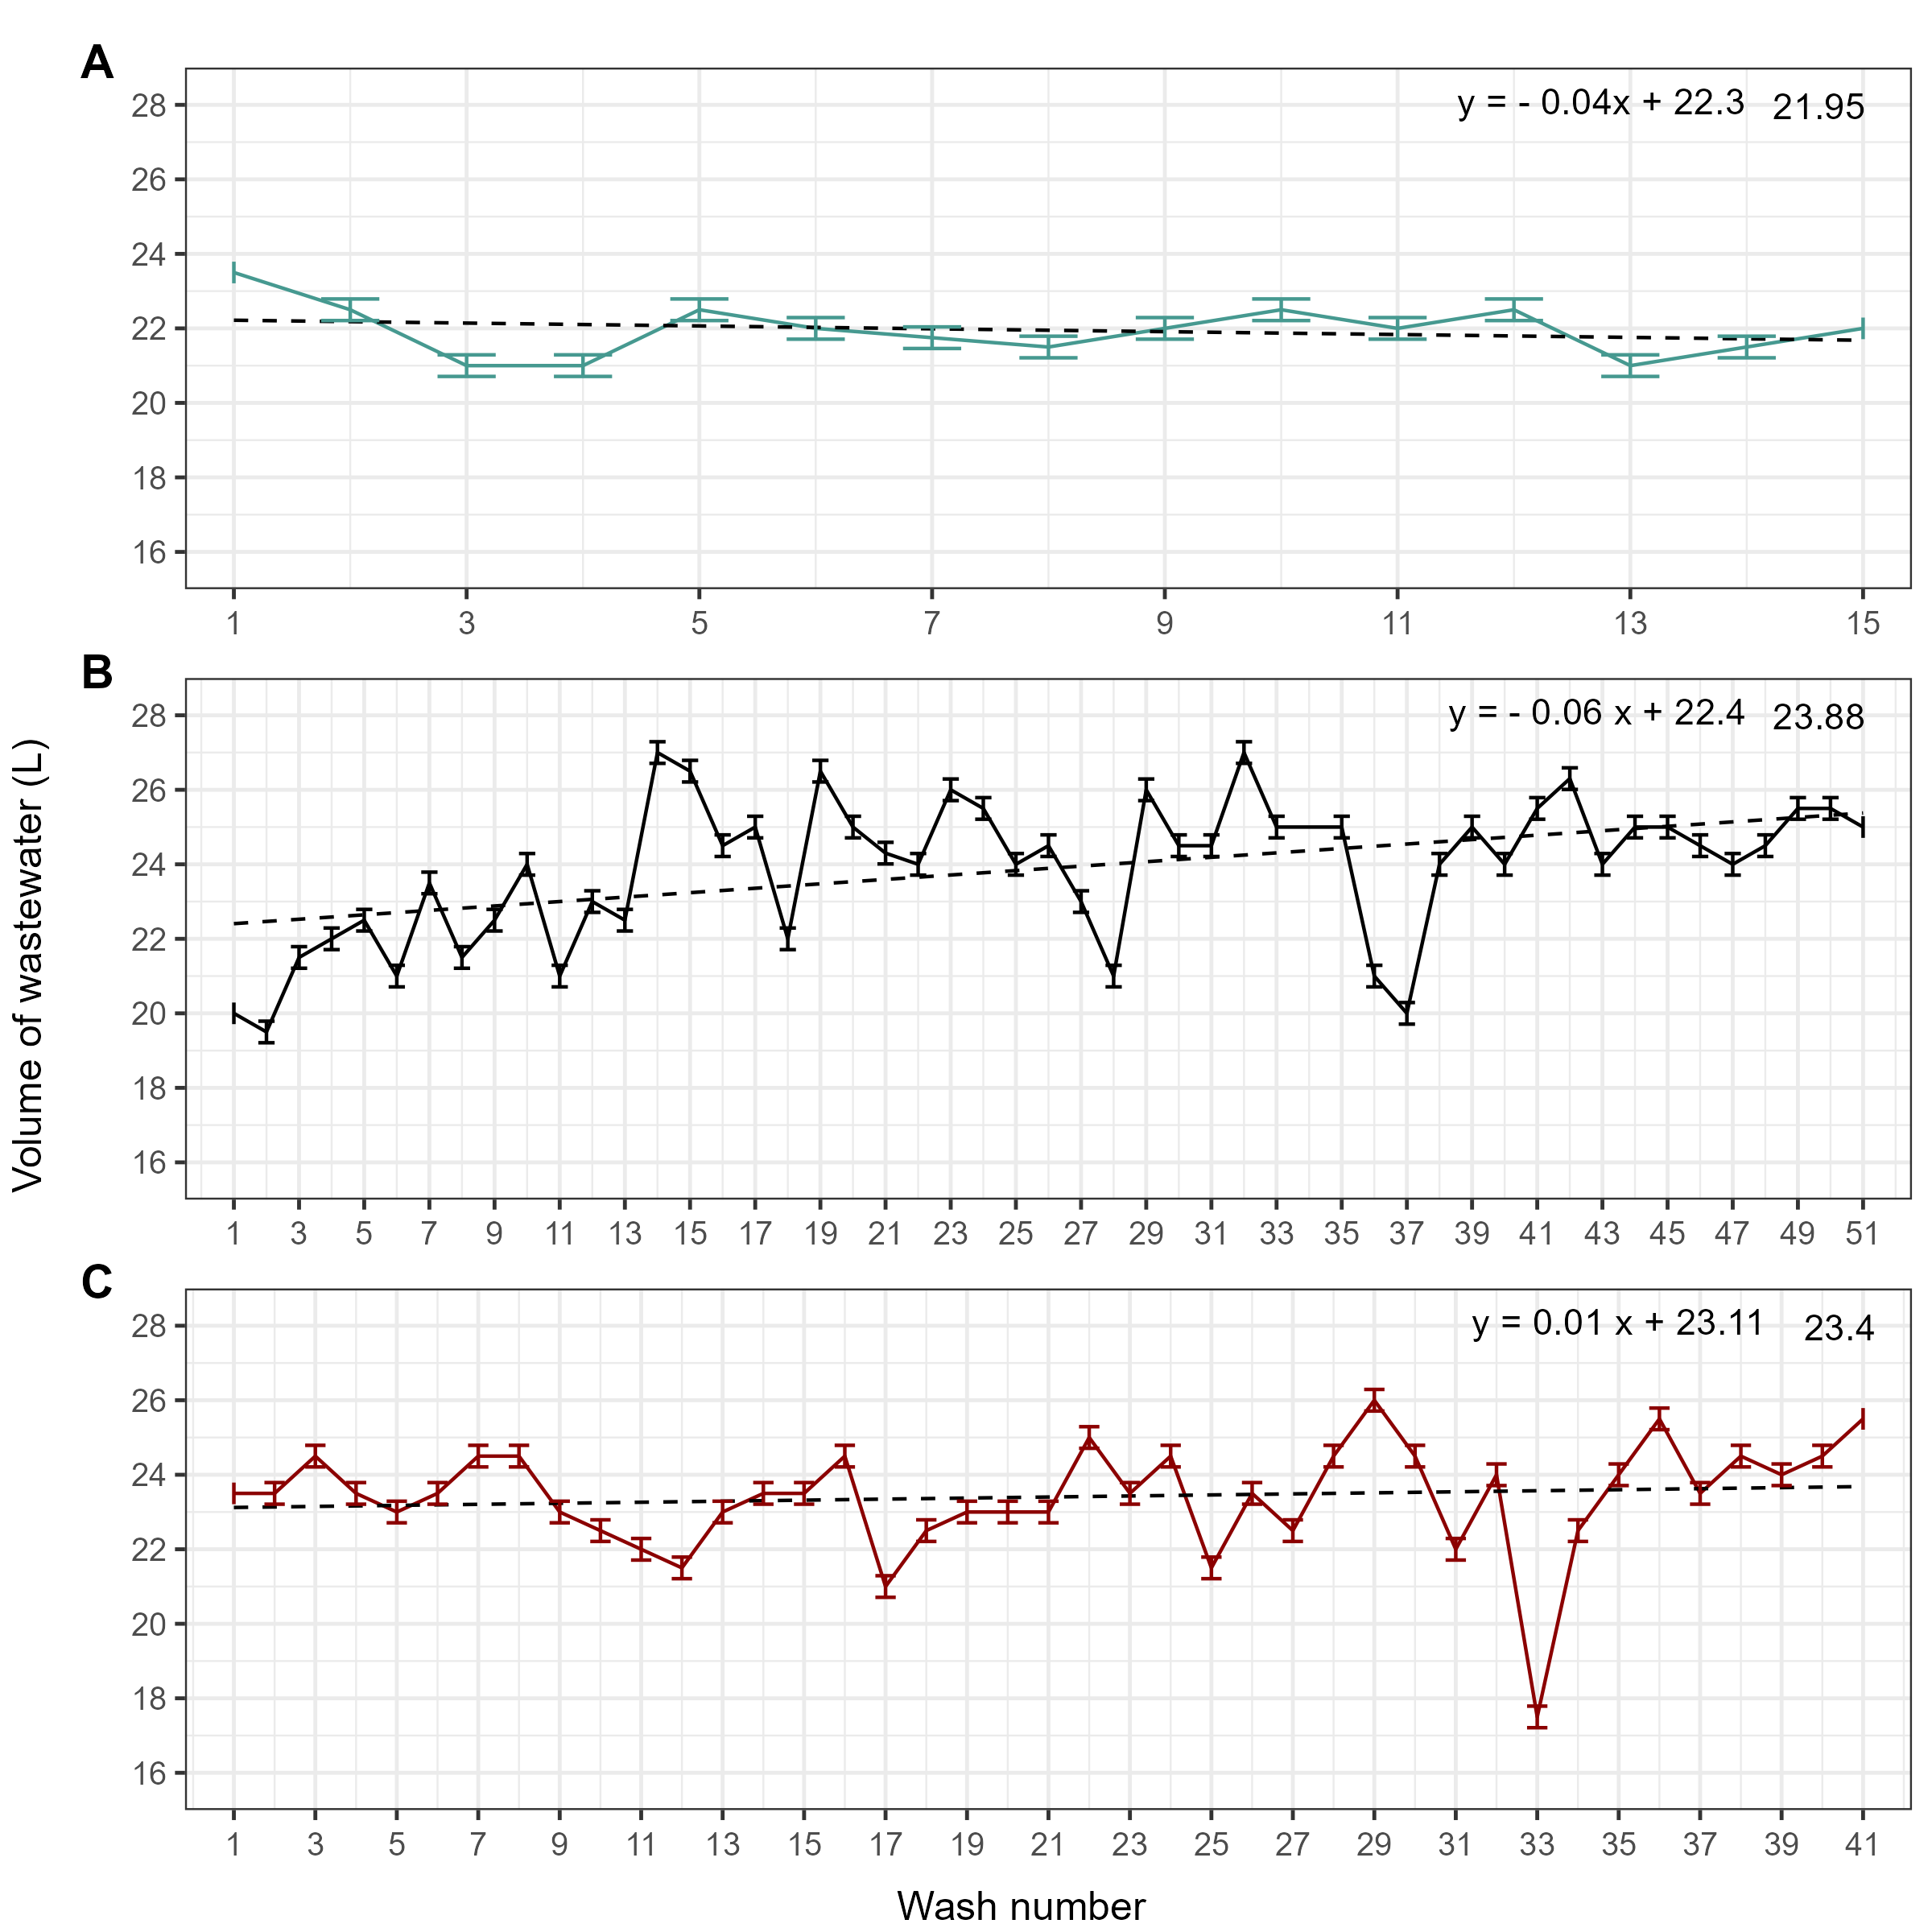 A
y = - 0.04x + 22.3 21.95
28
26
24
22
20
18
16
1 3 5 7 9 11 13 15
B
y = - 0.06 x + 22.4 23.88
28
26
24
22
20
18
16
1 3 5 7 9 11 13 15 17 19 21 23 25 27 29 31 33 35 37 39 41 43 45 47 49 51
Volume of wastewater (L)
C
y = 0.01 x + 23.11 23.4
28
26
24
22
20
18
16
1 3 5 7 9 11 13 15 17 19 21 23 25 27 29 31 33 35 37 39 41
Wash number